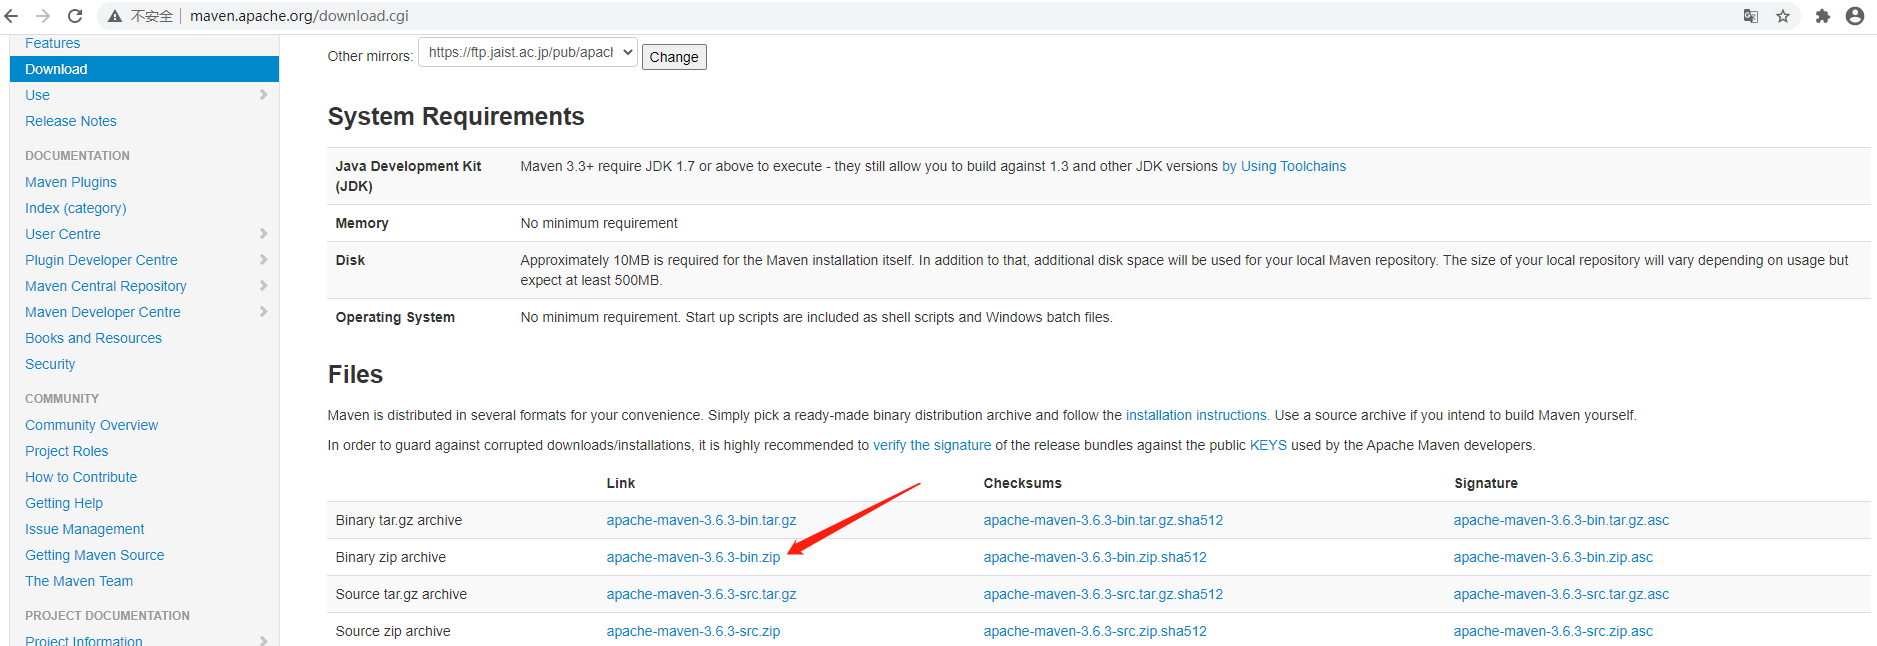 不安全 maven.apache.org/download.cgi
Features
Download
Use
Release Notes
DOCUMENTATION
Maven Plugins
Index (category)
User Centre
Plugin Developer Centre
Maven Central Repository
Maven Developer Centre
Books and Resources
Security
COMMUNITY
Community Overview
Project Roles
How to Contribute
Getting Help
Issue Management
Getting Maven Source
The Maven Team
PROJECT DOCUMENTATION
Project Information
Other mirrors: https://ftp.jaist.ac.jp/pub/apacl Change
System Requirements
Java Development Kit (JDK)
Maven 3.3+ require JDK 1.7 or above to execute - they still allow you to build against 1.3 and other JDK versions by Using Toolchains
Memory No minimum requirement
Disk Approximately 10MB is required for the Maven installation itself. In addition to that, additional disk space will be used for your local Maven repository. The size of your local repository will vary depending on usage but
expect at least 500MB.
Operating System No minimum requirement. Start up scripts are included as shell scripts and Windows batch files.
Files
Maven is distributed in several formats for your convenience. Simply pick a ready-made binary distribution archive and follow the installation instructions. Use a source archive if you intend to build Maven yourself.
In order to guard against corrupted downloads/installations, it is highly recommended to verify the signature of the release bundles against the public KEYS used by the Apache Maven developers.
Link Checksums Signature
Binary tar.gz archive apache-maven-3.6.3-bin.tar.gz apache-maven-3.6.3-bin.tar.gz.sha512 apache-maven-3.6.3-bin.tar.gz.asc
Binary zip archive apache-maven-3.6.3-bin.zip apache-maven-3.6.3-bin.zip.sha512 apache-maven-3.6.3-bin.zip.asc
Source tar.gz archive apache-maven-3.6.3-src.tar.gz apache-maven-3.6.3-src.tar.gz.sha512 apache-maven-3.6.3-src.tar.gz.asc
Source zip archive apache-maven-3.6.3-src.zip apache-maven-3.6.3-src.zip.sha512 apache-maven-3.6.3-src.zip.asc